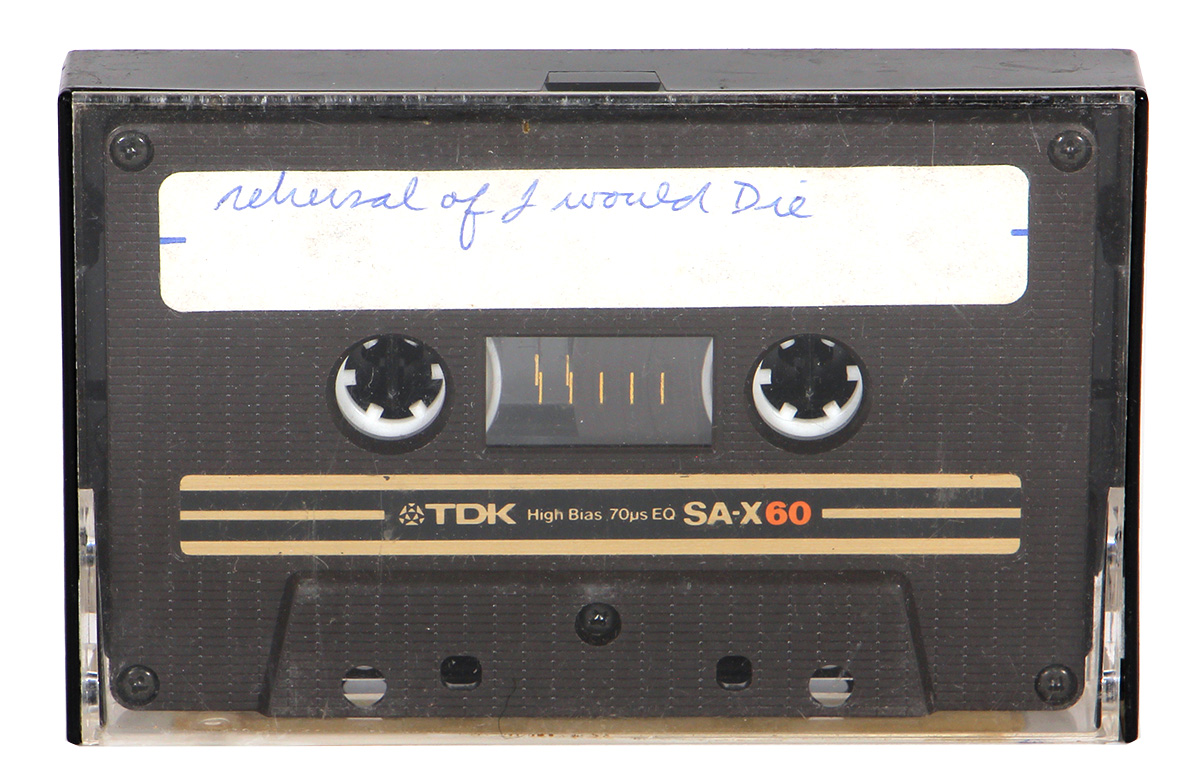 rehersal of I would Die
TDK High Bias 70µs EQ SA-X60